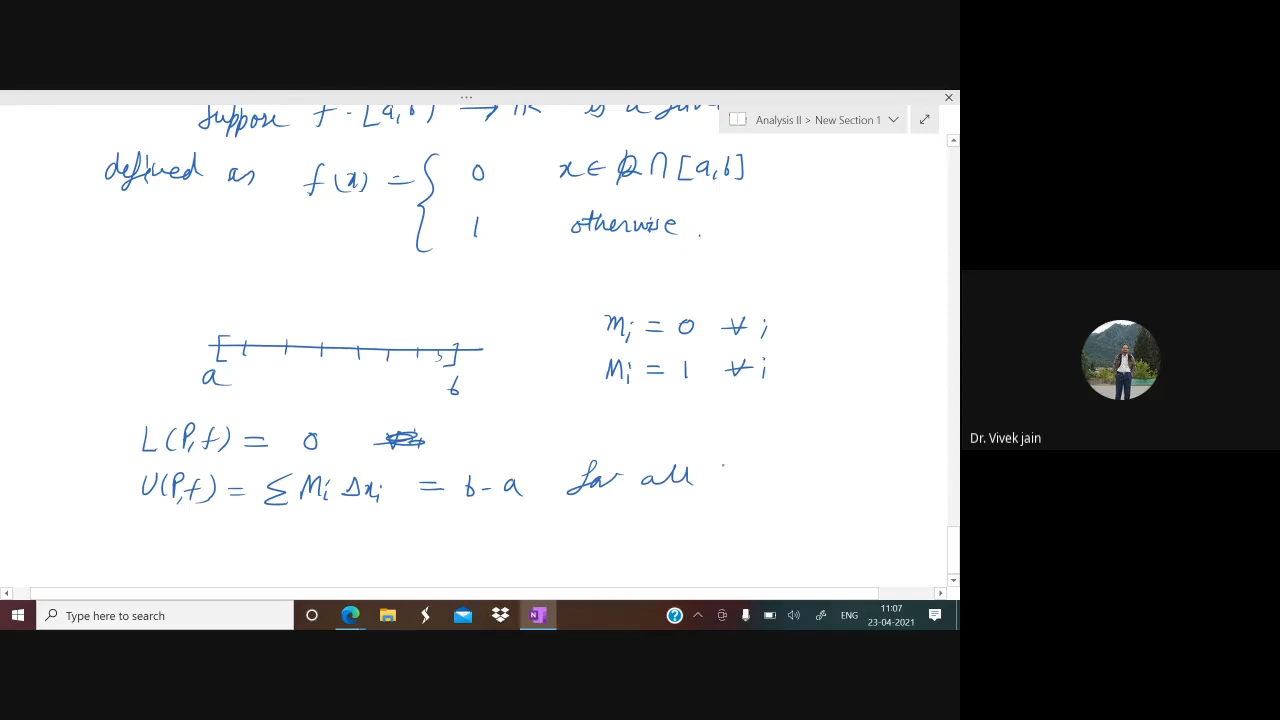 Suppose f : [a, b] → IR is a
Analysis II > New Section 1
defined as f(x) = { 0 x ∈ Q ∩ [a, b]
1 otherwise.
mi = 0 ∀ i
Mi = 1 ∀ i
a b
L(P, f) = 0
U(P, f) = ∑ Mi Δxi = b - a for all
Dr. Vivek jain
Type here to search
ENG
11:07
23-04-2021